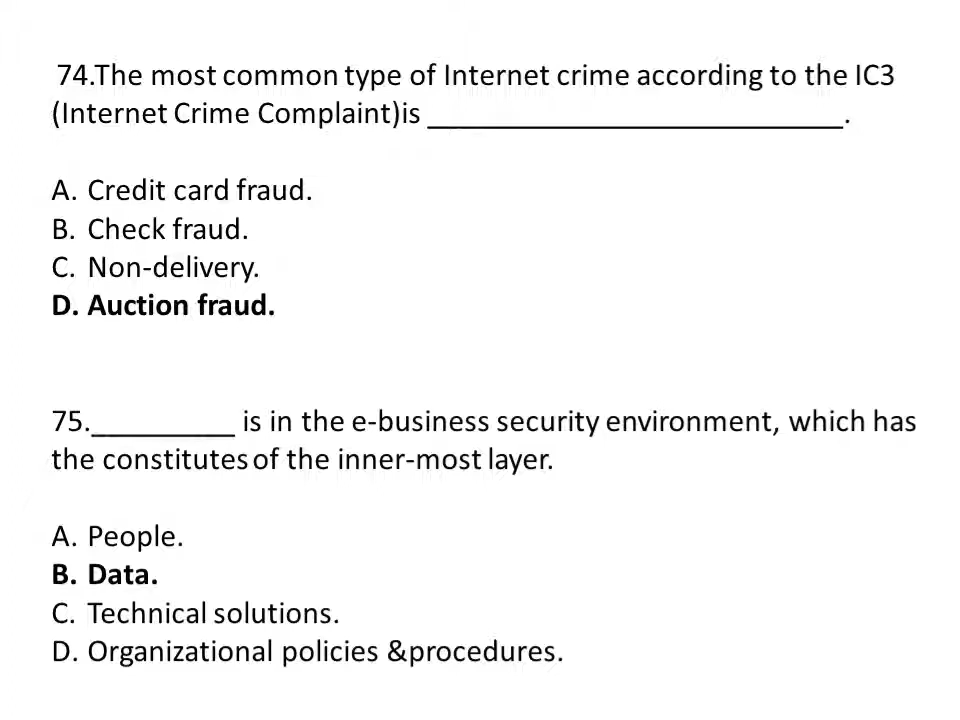 74.The most common type of Internet crime according to the IC3
(Internet Crime Complaint)is ___________________________.
A. Credit card fraud.
B. Check fraud.
C. Non-delivery.
D. Auction fraud.
75._________ is in the e-business security environment, which has
the constitutes of the inner-most layer.
A. People.
B. Data.
C. Technical solutions.
D. Organizational policies &procedures.